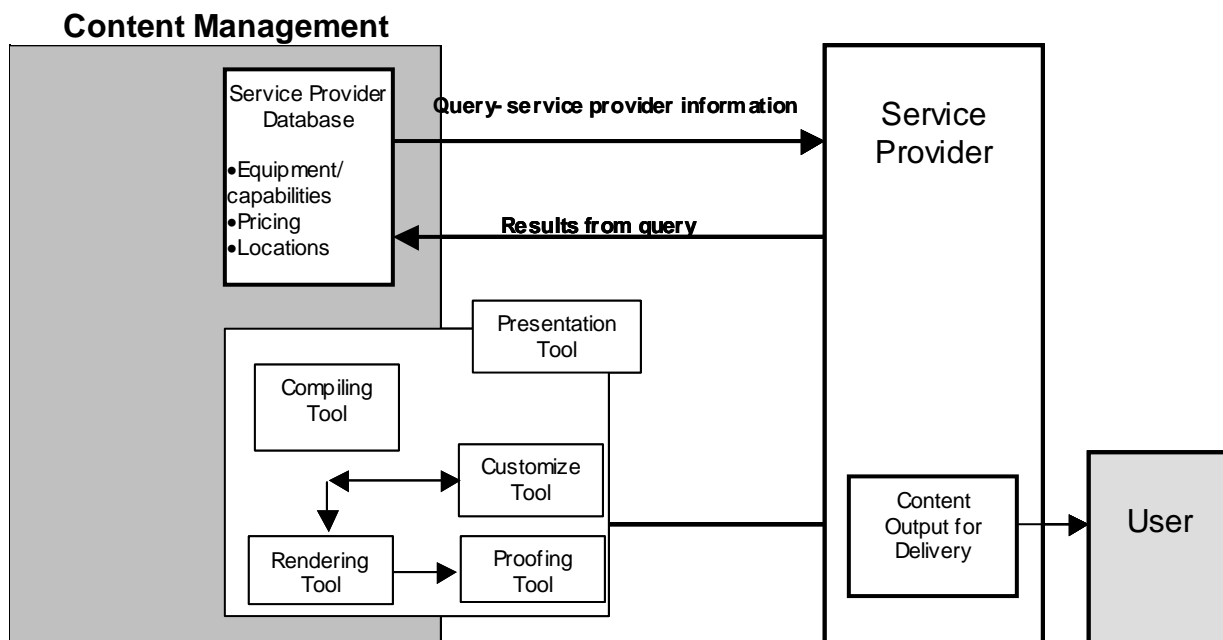 Content Management
Service Provider
Database
•Equipment/
capabilities
•Pricing
•Locations
Query- service provider information
Results from query
Service
Provider
Presentation
Tool
Compiling
Tool
Customize
Tool
Rendering
Tool
Proofing
Tool
Content
Output for
Delivery
User